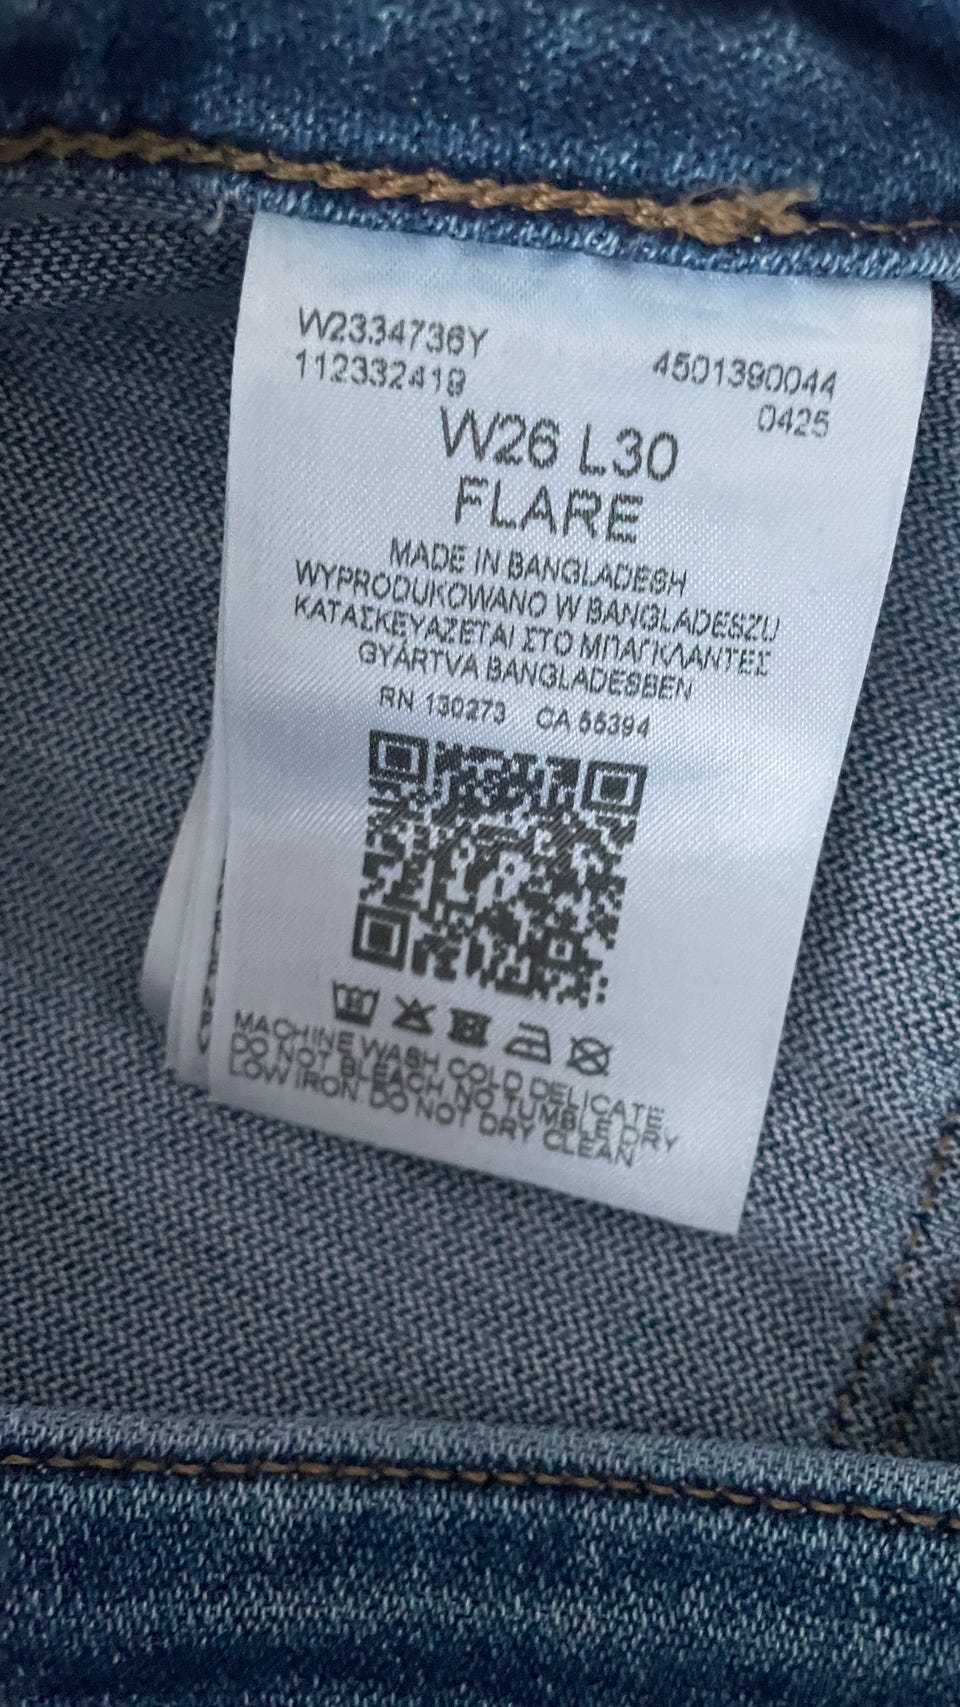 W2334736Y
112332419
4501390044
0425
W26 L30
FLARE
MADE IN BANGLADESH
WYPRODUKOWANO W BANGLADESZU
ΚΑΤΑΣΚΕΥΑΖΕΤΑΙ ΣΤΟ ΜΠΑΓΚΛΑΝΤΕΣ
GYÁRTVA BANGLADESBEN
RN 130273 CA 55394
MACHINE WASH COLD DELICATE
DO NOT BLEACH NO TUMBLE DRY
LOW IRON DO NOT DRY CLEAN